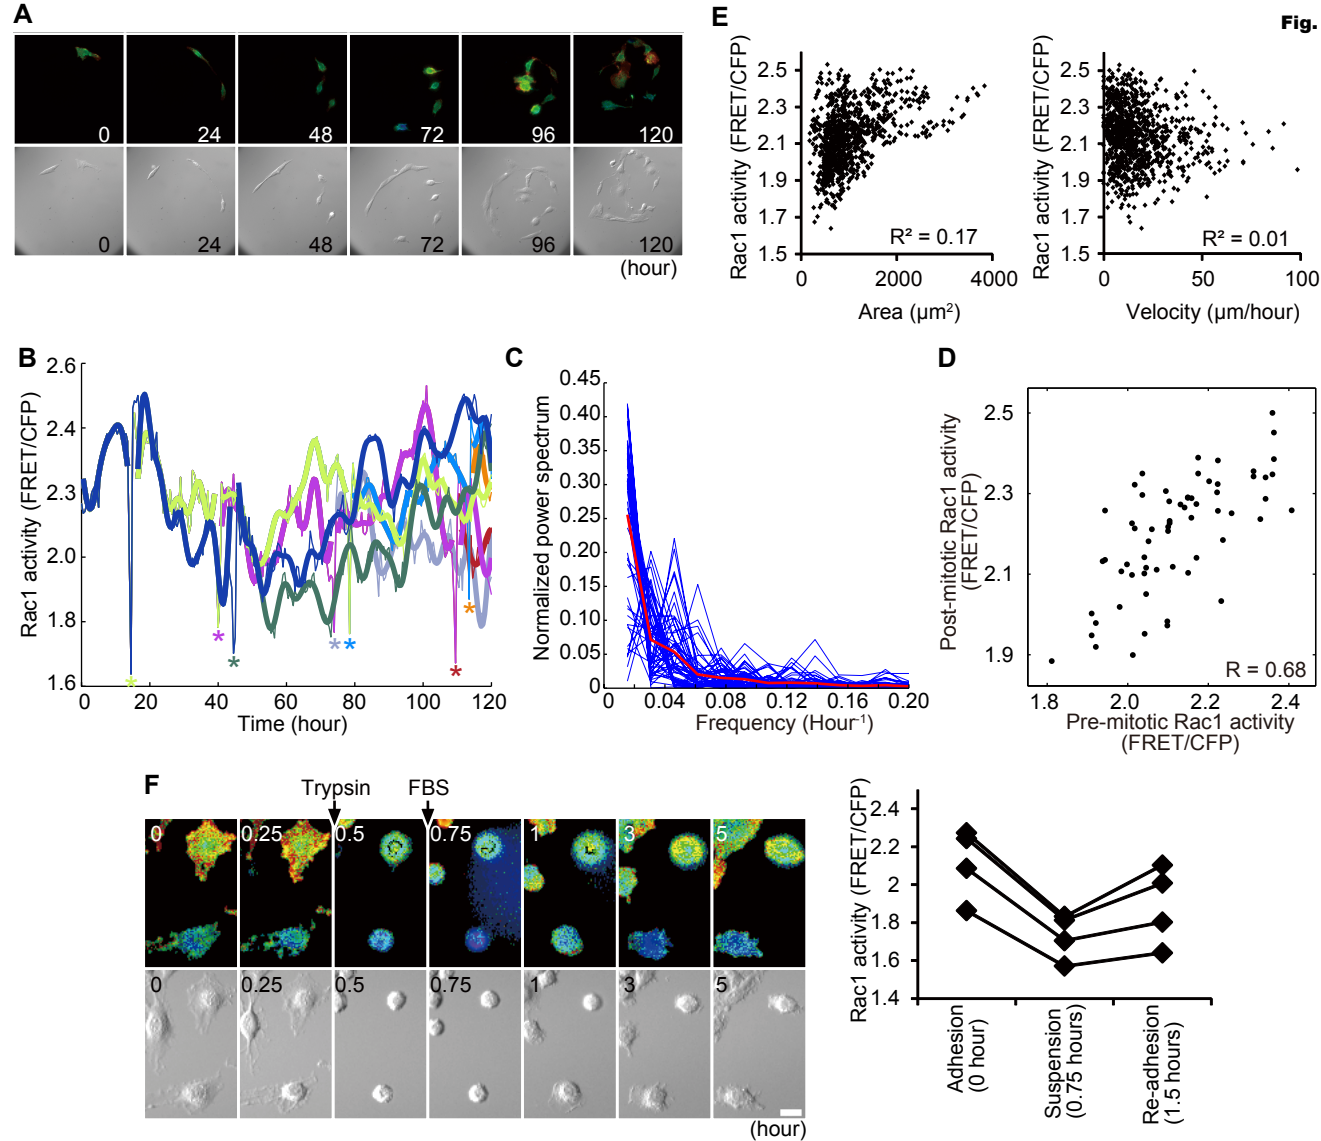 A
0
24
48
72
96
120
0
24
48
72
96
120
(hour)
E
Fig.
Rac1 activity (FRET/CFP)
2.5
2.3
2.1
1.9
1.7
1.5
R² = 0.17
0
2000
4000
Area (µm²)
Rac1 activity (FRET/CFP)
2.5
2.3
2.1
1.9
1.7
1.5
R² = 0.01
0
50
100
Velocity (µm/hour)
B
Rac1 activity (FRET/CFP)
2.6
2.4
2.3
2.0
1.8
1.6
*
*
*
*
*
*
*
0
20
40
60
80
100
120
Time (hour)
C
Normalized power spectrum
0.45
0.40
0.35
0.30
0.25
0.20
0.15
0.10
0.05
0
0
0.04
0.08
0.12
0.16
0.20
Frequency (Hour⁻¹)
D
Post-mitotic Rac1 activity
(FRET/CFP)
2.5
2.3
2.1
1.9
R = 0.68
1.8
2.0
2.2
2.4
Pre-mitotic Rac1 activity
(FRET/CFP)
F
Trypsin
FBS
0
0.25
0.5
0.75
1
3
5
0
0.25
0.5
0.75
1
3
5
(hour)
Rac1 activity (FRET/CFP)
2.4
2.2
2
1.8
1.6
1.4
Adhesion
(0 hour)
Suspension
(0.75 hours)
Re-adhesion
(1.5 hours)